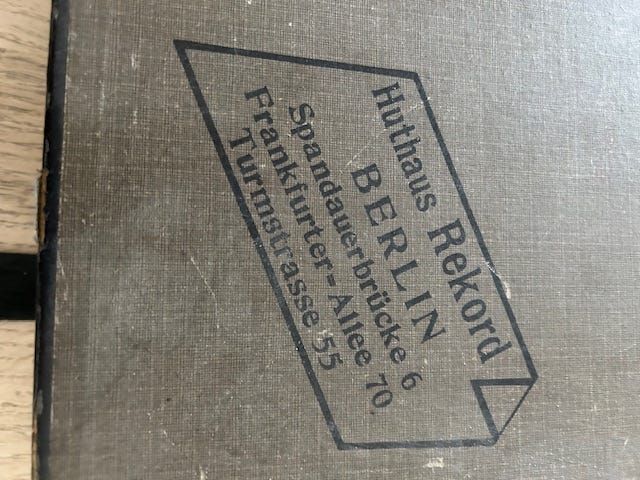 Huthaus Rekord
BERLIN
Spandauerbrücke 6
Frankfurter-Allee 70.
Turmstrasse 55